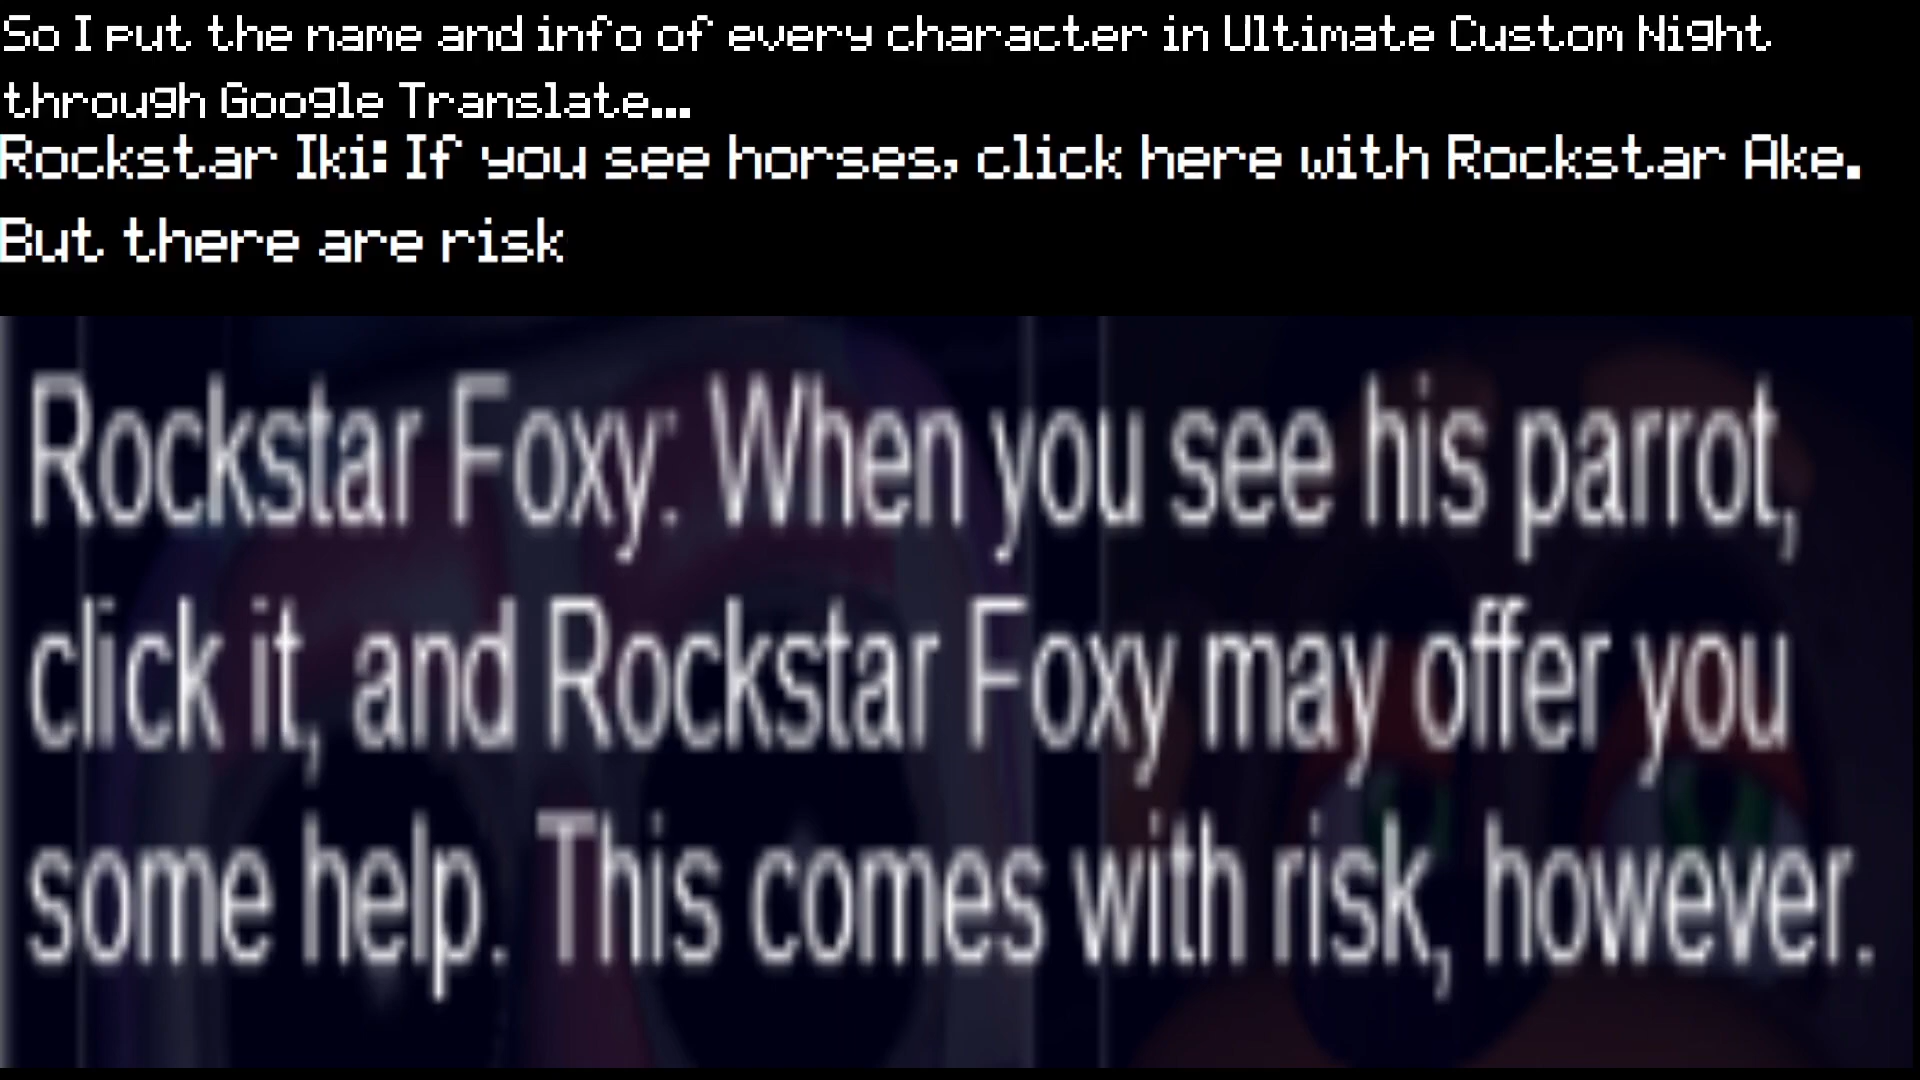 So I put the name and info of every character in Ultimate Custom Night
through Google Translate...
Rockstar Iki: If you see horses, click here with Rockstar Ake.
But there are risk
Rockstar Foxy: When you see his parrot,
click it, and Rockstar Foxy may offer you
some help. This comes with risk, however.